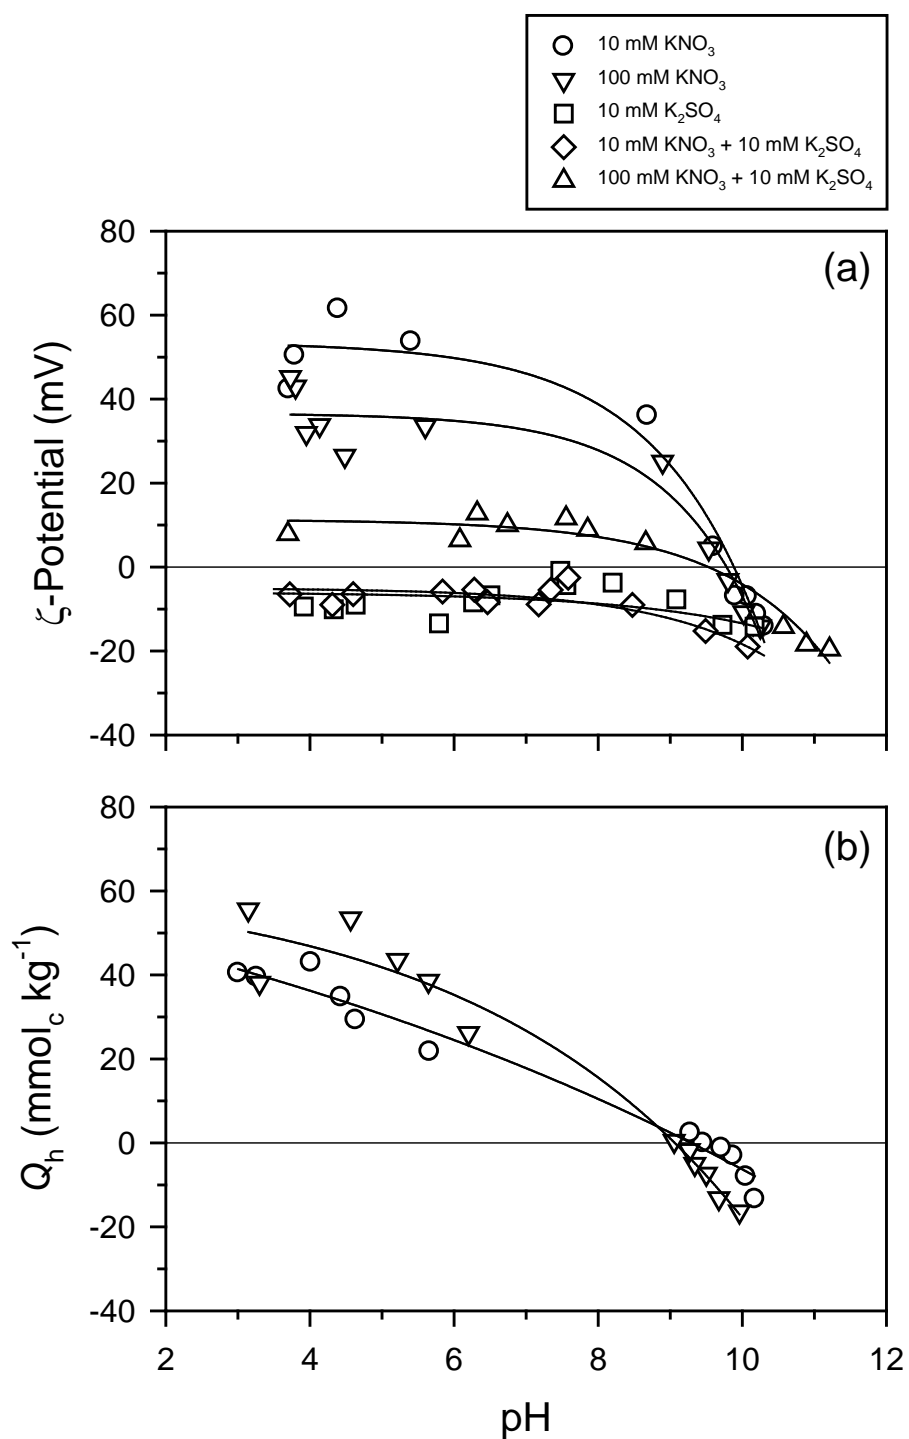 10 mM KNO₃
100 mM KNO₃
10 mM K₂SO₄
10 mM KNO₃ + 10 mM K₂SO₄
100 mM KNO₃ + 10 mM K₂SO₄
(a)
80
60
40
20
0
-20
-40
ζ-Potential (mV)
(b)
80
60
40
20
0
-20
-40
Qₕ (mmol_c kg⁻¹)
2 4 6 8 10 12
pH